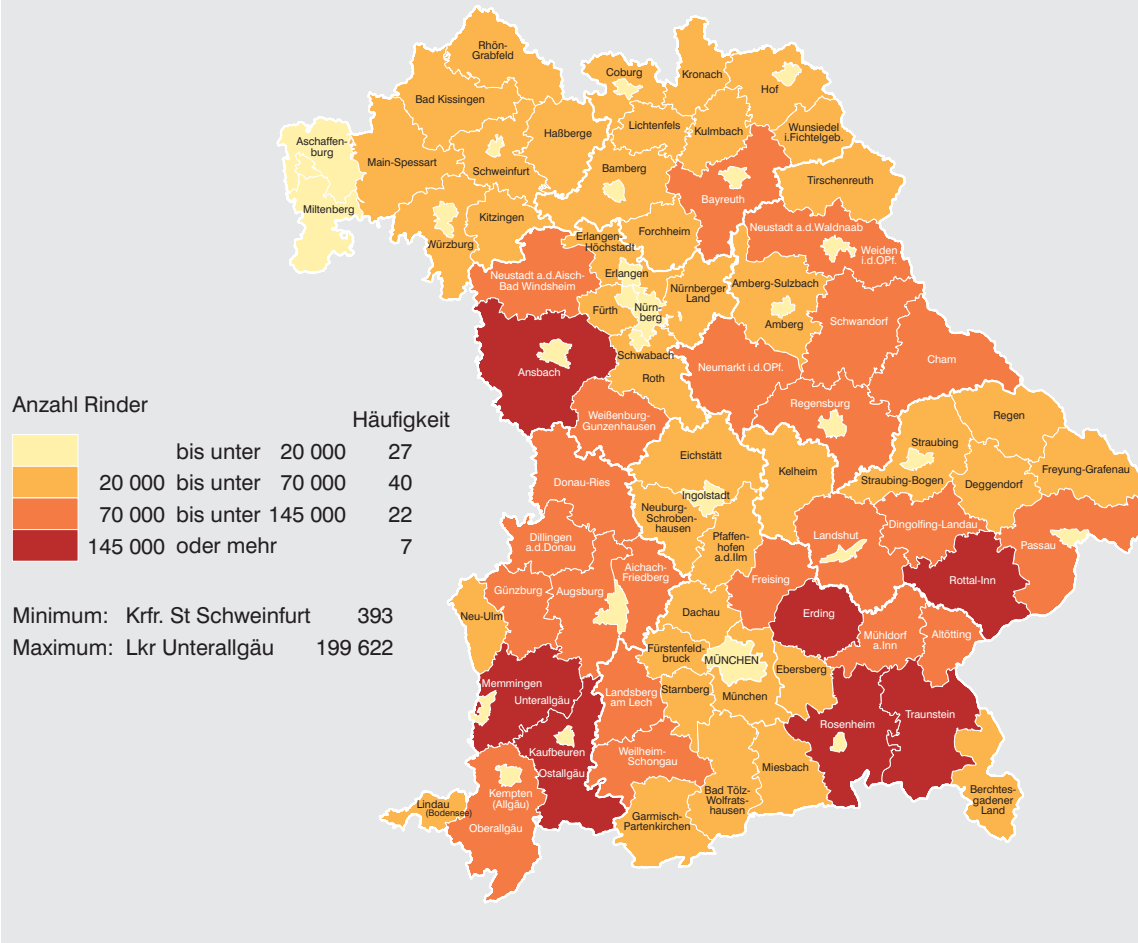 Rhön-
Grabfeld
Coburg
Kronach
Hof
Bad Kissingen
Lichtenfels
Kulmbach
Wunsiedel
i.Fichtelgeb.
Haßberge
Aschaffen-
burg
Main-Spessart
Schweinfurt
Bamberg
Bayreuth
Tirschenreuth
Miltenberg
Würzburg
Kitzingen
Erlangen-
Höchstadt
Forchheim
Neustadt a.d.Waldnaab
Weiden
i.d.OPf.
Neustadt a.d.Aisch-
Bad Windsheim
Erlangen
Nürnberger
Land
Amberg-Sulzbach
Fürth
Nürn-
berg
Amberg
Schwandorf
Schwabach
Ansbach
Roth
Neumarkt i.d.OPf.
Cham
Weißenburg-
Gunzenhausen
Regensburg
Regen
Anzahl Rinder
Häufigkeit
bis unter 20 000 27
20 000 bis unter 70 000 40
70 000 bis unter 145 000 22
145 000 oder mehr 7
Minimum: Krfr. St Schweinfurt 393
Maximum: Lkr Unterallgäu 199 622
Eichstätt
Kelheim
Straubing
Straubing-Bogen
Deggendorf
Freyung-Grafenau
Donau-Ries
Ingolstadt
Neuburg-
Schroben-
hausen
Pfaffen-
hofen
a.d.Ilm
Landshut
Dingolfing-Landau
Passau
Dillingen
a.d.Donau
Aichach-
Friedberg
Freising
Rottal-Inn
Günzburg
Augsburg
Neu-Ulm
Dachau
Erding
Mühldorf
a.Inn
Altötting
Fürstenfeld-
bruck
MÜNCHEN
Ebersberg
Memmingen
Unterallgäu
Landsberg
am Lech
Starnberg
München
Rosenheim
Traunstein
Kaufbeuren
Ostallgäu
Weilheim-
Schongau
Miesbach
Bad Tölz-
Wolfrats-
hausen
Berchtes-
gadener
Land
Kempten
(Allgäu)
Lindau
(Bodensee)
Oberallgäu
Garmisch-
Partenkirchen